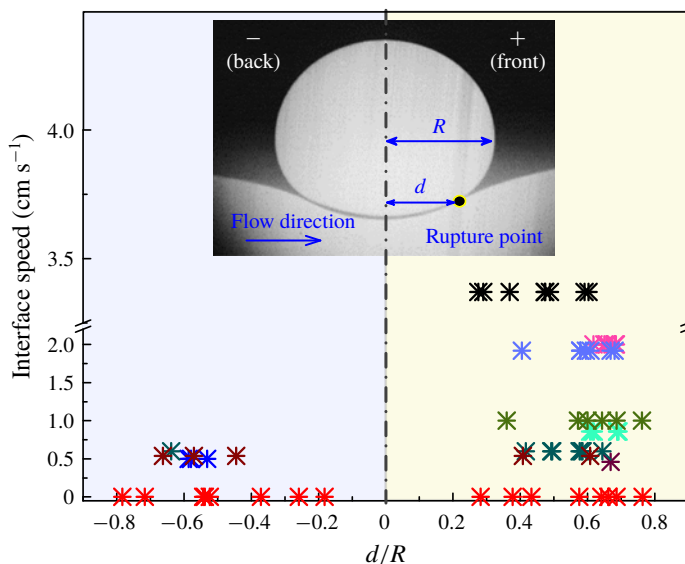 − +
(back) (front)
R
d
Flow direction
Rupture point
Interface speed (cm s⁻¹)
4.0
3.5
2.0
1.0
0.5
0
−0.8 −0.6 −0.4 −0.2 0 0.2 0.4 0.6 0.8
d/R